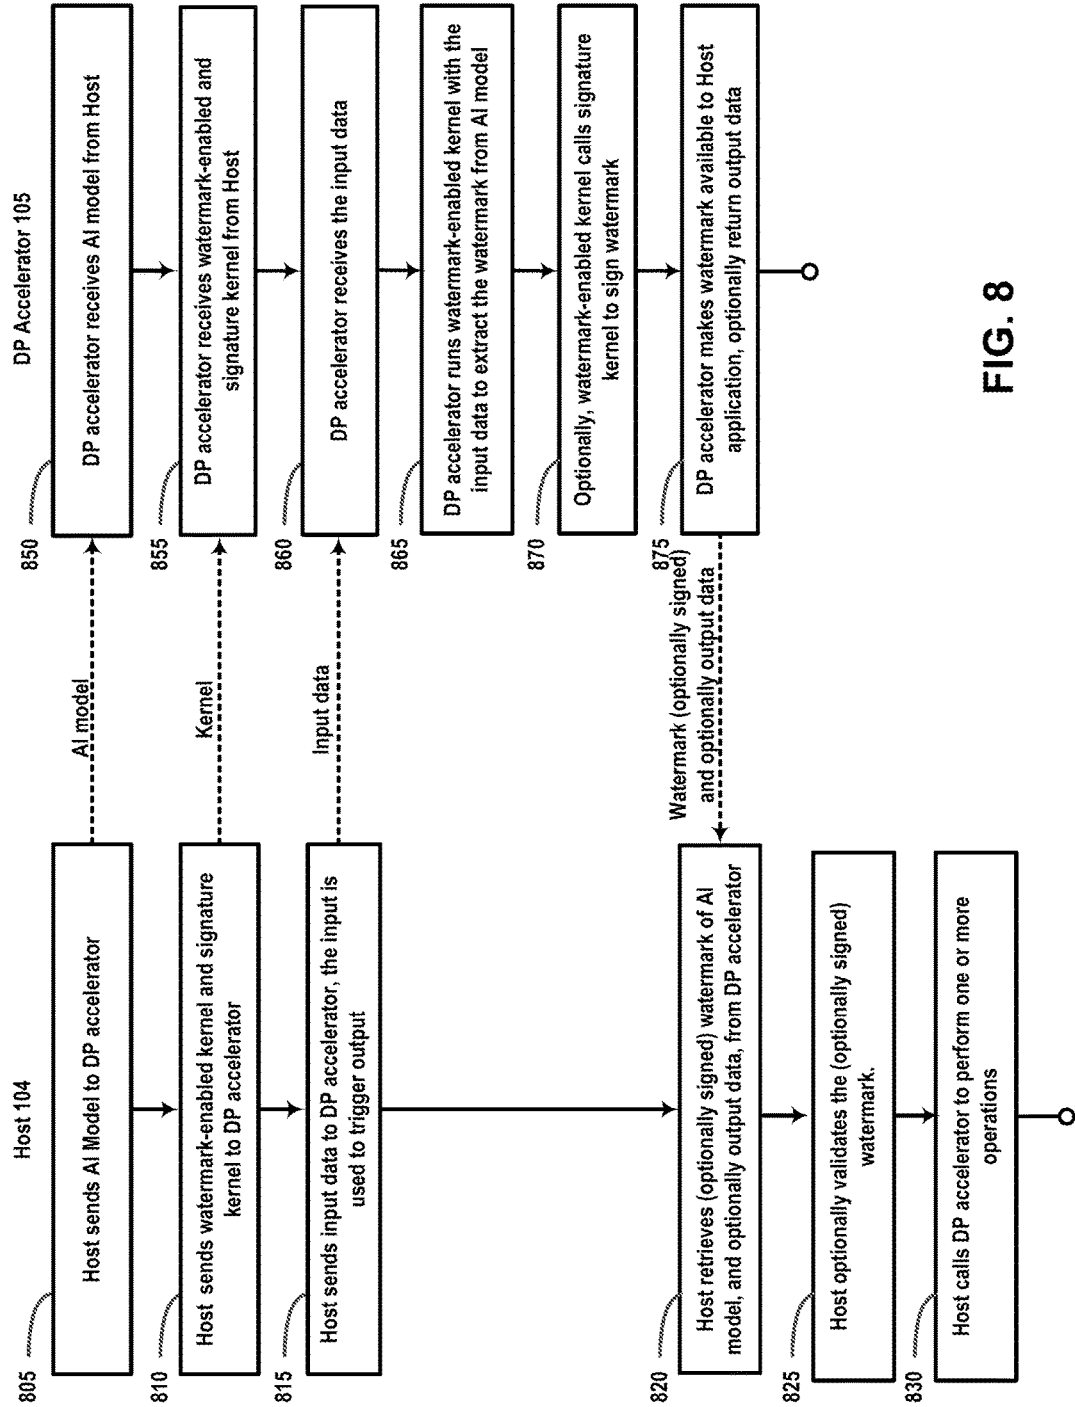 Host 104
805
Host sends AI Model to DP accelerator
810
Host sends watermark-enabled kernel and signature
kernel to DP accelerator
815
Host sends input data to DP accelerator, the input is
used to trigger output
820
Host retrieves (optionally signed) watermark of AI
model, and optionally output data, from DP accelerator
825
Host optionally validates the (optionally signed)
watermark.
830
Host calls DP accelerator to perform one or more
operations
AI model
Kernel
Input data
Watermark (optionally signed)
and optionally output data
DP Accelerator 105
850
DP accelerator receives AI model from Host
855
DP accelerator receives watermark-enabled and
signature kernel from Host
860
DP accelerator receives the input data
865
DP accelerator runs watermark-enabled kernel with the
input data to extract the watermark from AI model
870
Optionally, watermark-enabled kernel calls signature
kernel to sign watermark
875
DP accelerator makes watermark available to Host
application, optionally return output data
FIG. 8